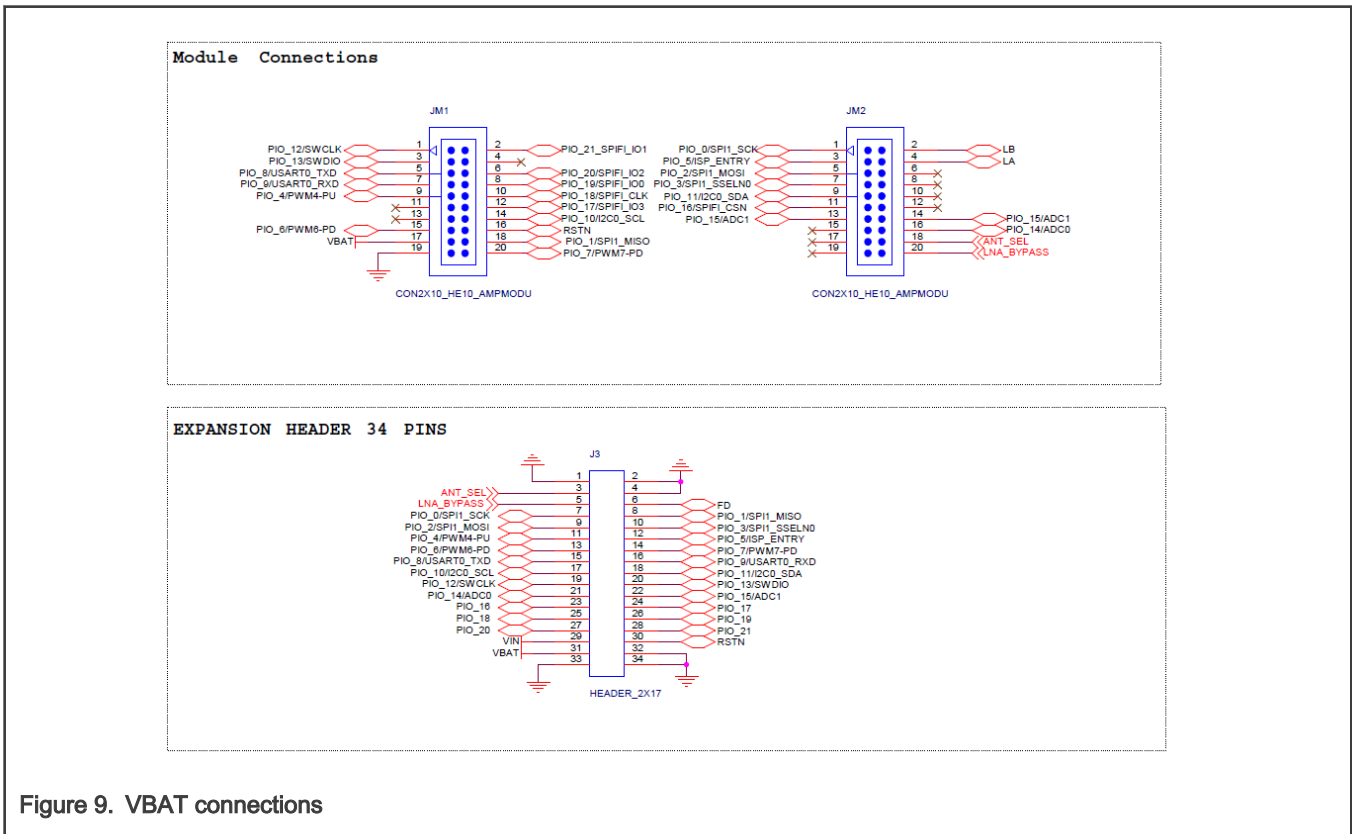 Module Connections
JM1
JM2
PIO_12/SWCLK 1 2 PIO_21_SPIFI_IO1 PIO_0/SPI1_SCK 1 2 LB
PIO_13/SWDIO 3 4 PIO_5/ISP_ENTRY 3 4 LA
PIO_8/USART0_TXD 5 6 PIO_20/SPIFI_IO2 PIO_2/SPI1_MOSI 5 6
PIO_9/USART0_RXD 7 8 PIO_19/SPIFI_IO0 PIO_3/SPI1_SSELN0 7 8
PIO_4/PWM4-PU 9 10 PIO_18/SPIFI_CLK PIO_11/I2C0_SDA 9 10
11 12 PIO_17/SPIFI_IO3 PIO_16/SPIFI_CSN 11 12
13 14 PIO_10/I2C0_SCL PIO_15/ADC1 13 14 PIO_15/ADC1
PIO_6/PWM6-PD 15 16 RSTN 15 16 PIO_14/ADC0
VBAT 17 18 PIO_1/SPI1_MISO 17 18 ANT_SEL
19 20 PIO_7/PWM7-PD 19 20 LNA_BYPASS
CON2X10_HE10_AMPMODU
CON2X10_HE10_AMPMODU
EXPANSION HEADER 34 PINS
J3
1 2
ANT_SEL 3 4
LNA_BYPASS 5 6 FD
PIO_0/SPI1_SCK 7 8 PIO_1/SPI1_MISO
PIO_2/SPI1_MOSI 9 10 PIO_3/SPI1_SSELN0
PIO_4/PWM4-PU 11 12 PIO_5/ISP_ENTRY
PIO_6/PWM6-PD 13 14 PIO_7/PWM7-PD
PIO_8/USART0_TXD 15 16 PIO_9/USART0_RXD
PIO_10/I2C0_SCL 17 18 PIO_11/I2C0_SDA
PIO_12/SWCLK 19 20 PIO_13/SWDIO
PIO_14/ADC0 21 22 PIO_15/ADC1
PIO_16 23 24 PIO_17
PIO_18 25 26 PIO_19
PIO_20 27 28 PIO_21
VIN 29 30 RSTN
VBAT 31 32
33 34
HEADER_2X17
Figure 9. VBAT connections